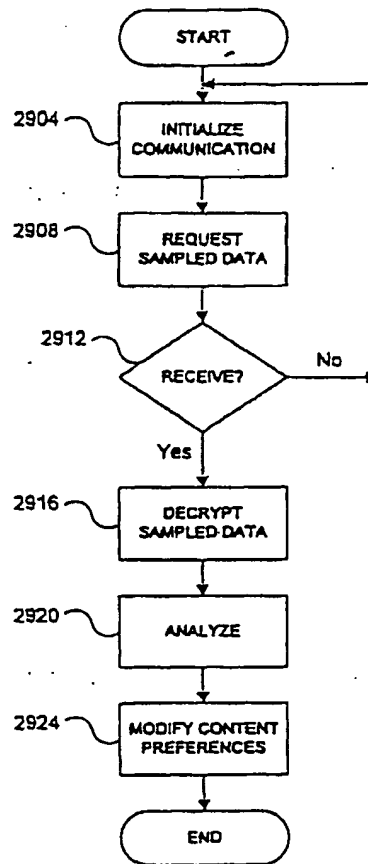 START
2904
INITIALIZE
COMMUNICATION
2908
REQUEST
SAMPLED DATA
2912
RECEIVE?
No
Yes
2916
DECRYPT
SAMPLED DATA
2920
ANALYZE
2924
MODIFY CONTENT
PREFERENCES
END